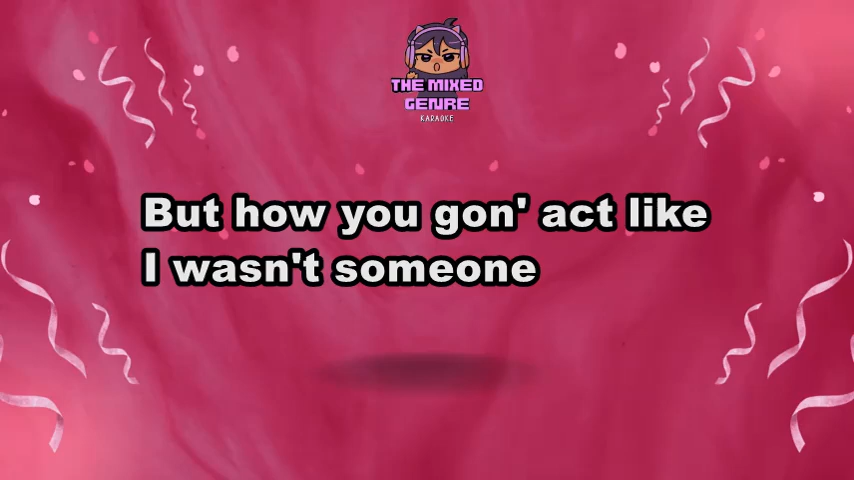 THE MIXED
GENRE
KARAOKE
But how you gon' act like
I wasn't someone